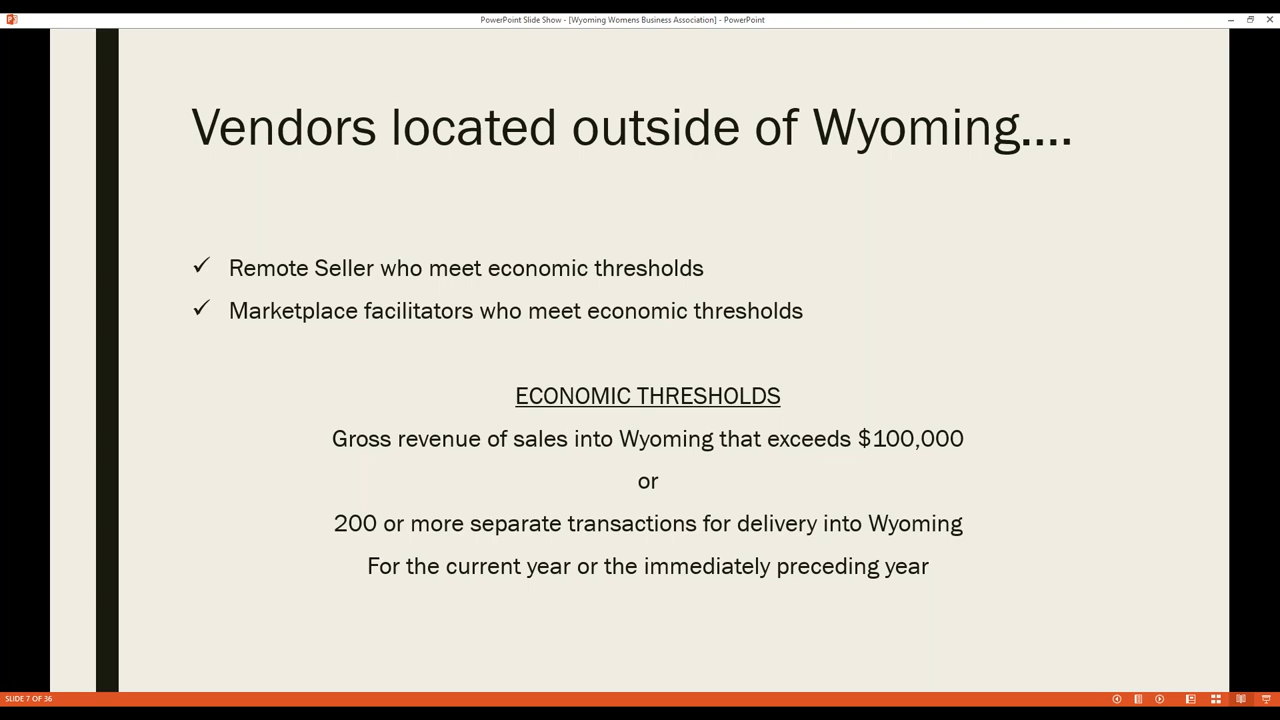 PowerPoint Slide Show - [Wyoming Womens Business Association] - PowerPoint
Vendors located outside of Wyoming....
✓ Remote Seller who meet economic thresholds
✓ Marketplace facilitators who meet economic thresholds
ECONOMIC THRESHOLDS
Gross revenue of sales into Wyoming that exceeds $100,000
or
200 or more separate transactions for delivery into Wyoming
For the current year or the immediately preceding year
SLIDE 7 OF 36